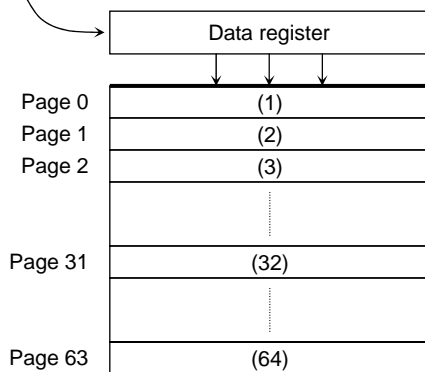 Data register
Page 0 (1)
Page 1 (2)
Page 2 (3)
Page 31 (32)
Page 63 (64)